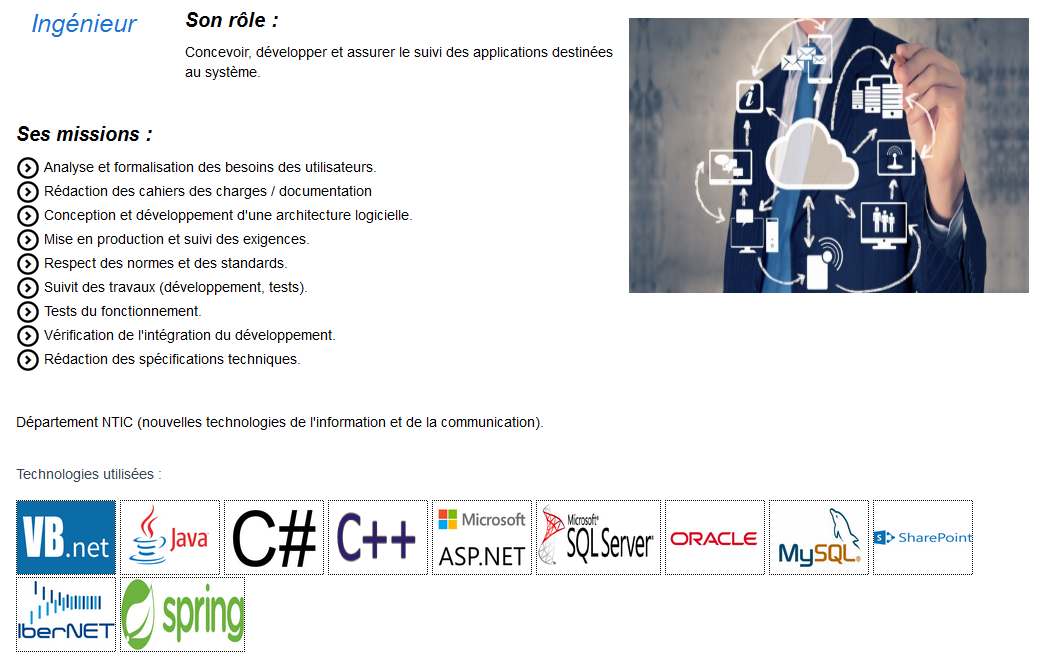 Ingénieur
Son rôle :
Concevoir, développer et assurer le suivi des applications destinées
au système.
Ses missions :
Analyse et formalisation des besoins des utilisateurs.
Rédaction des cahiers des charges / documentation
Conception et développement d'une architecture logicielle.
Mise en production et suivi des exigences.
Respect des normes et des standards.
Suivit des travaux (développement, tests).
Tests du fonctionnement.
Vérification de l'intégration du développement.
Rédaction des spécifications techniques.
Département NTIC (nouvelles technologies de l'information et de la communication).
Technologies utilisées :
VB.net
Java
C#
C++
Microsoft
ASP.NET
Microsoft®
SQL Server®
ORACLE
MySQL®
S SharePoint
IberNET
spring